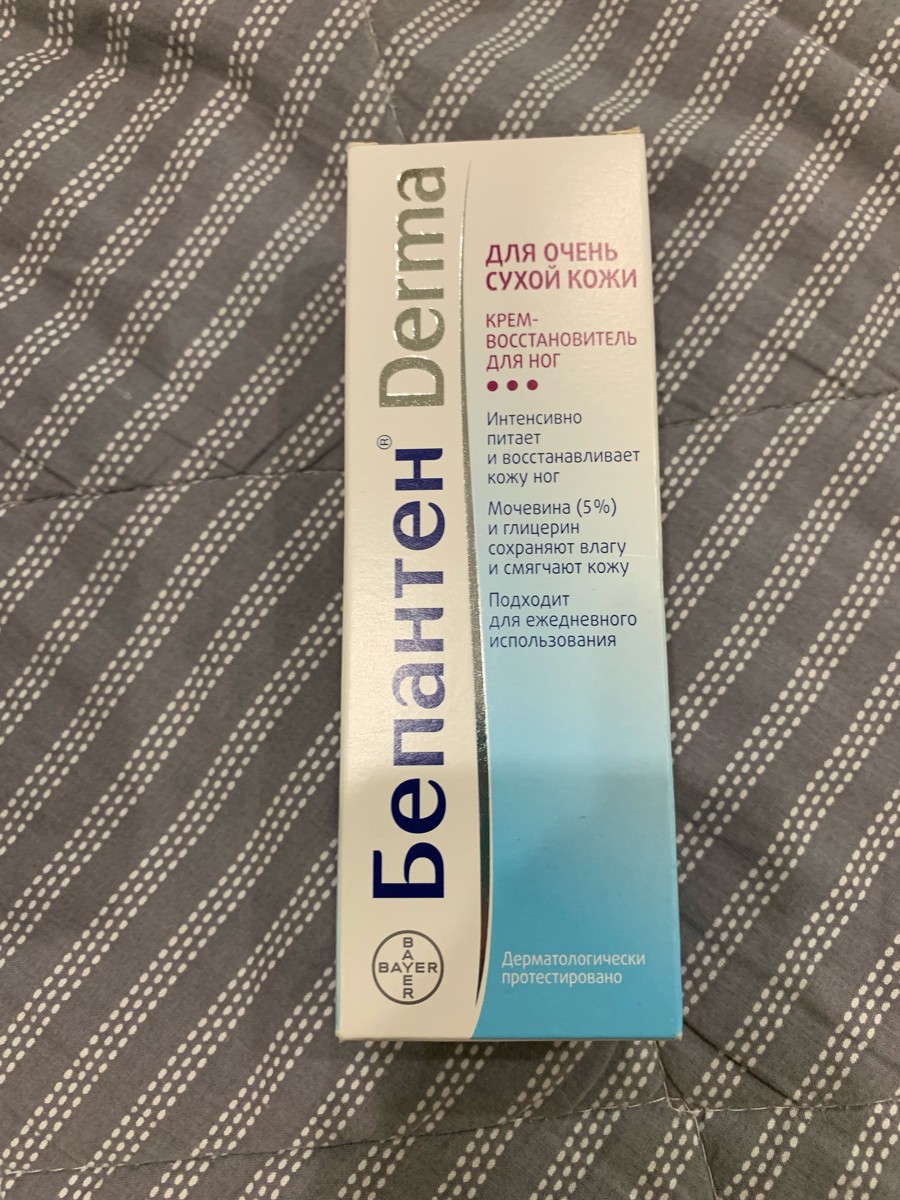 Бепантен® Derma
ДЛЯ ОЧЕНЬ
СУХОЙ КОЖИ
КРЕМ-
ВОССТАНОВИТЕЛЬ
ДЛЯ НОГ
Интенсивно
питает
и восстанавливает
кожу ног
Мочевина (5%)
и глицерин
сохраняют влагу
и смягчают кожу
Подходит
для ежедневного
использования
BAYER
BAYER
Дерматологически
протестировано